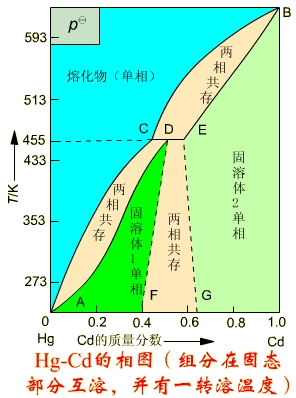 p⊖
B
593
熔化物（单相）
两相共存
513
C D E
455
433
T/K
353
两相共存
固溶体1单相
两相共存
固溶体2单相
273
A
F
G
0 0.2 0.4 0.6 0.8 1.0
Hg Cd的质量分数 Cd
Hg-Cd的相图（组分在固态
部分互溶，并有一转溶温度）